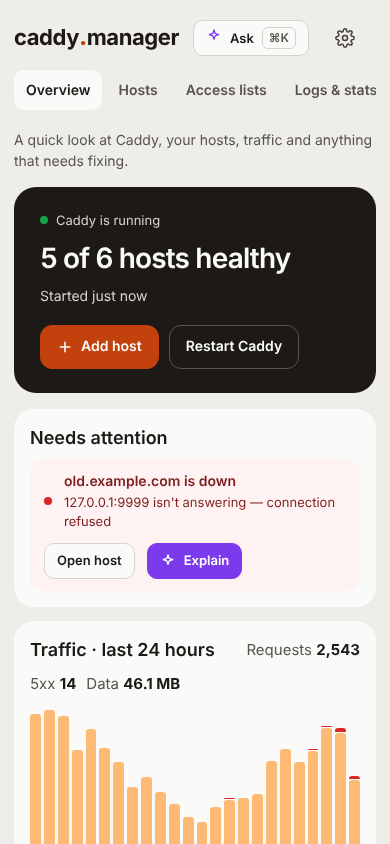 caddy.manager
Ask ⌘K
Overview Hosts Access lists Logs & stats
A quick look at Caddy, your hosts, traffic and anything
that needs fixing.
Caddy is running
5 of 6 hosts healthy
Started just now
Add host Restart Caddy
Needs attention
old.example.com is down
127.0.0.1:9999 isn't answering — connection
refused
Open host Explain
Traffic · last 24 hours Requests 2,543
5xx 14 Data 46.1 MB